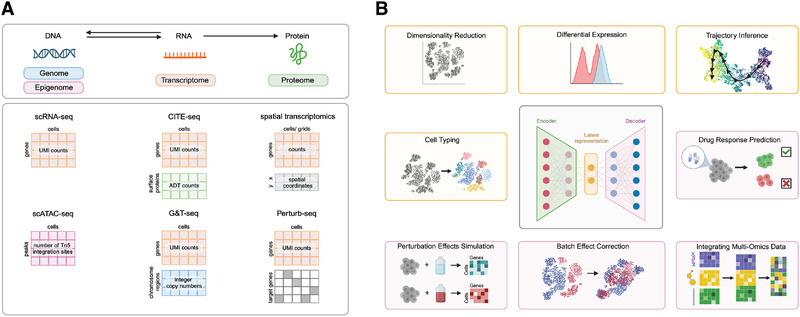 A
DNA
RNA
Protein
Genome
Epigenome
Transcriptome
Proteome
scRNA-seq
cells
genes
UMI counts
CITE-seq
cells
genes
UMI counts
surface
proteins
ADT counts
spatial transcriptomics
cells/ grids
genes
counts
y x
spatial
coordinates
scATAC-seq
cells
peaks
number of Tn5
integration sites
G&T-seq
cells
genes
UMI counts
chromosome
regions
integer
copy numbers
Perturb-seq
cells
genes
UMI counts
target genes
B
Dimensionality Reduction
Differential Expression
Trajectory Inference
Cell Typing
Encoder
Latent
representation
Decoder
Drug Response Prediction
Perturbation Effects Simulation
Genes
Cells
Genes
Cells
Batch Effect Correction
Integrating Multi-Omics Data